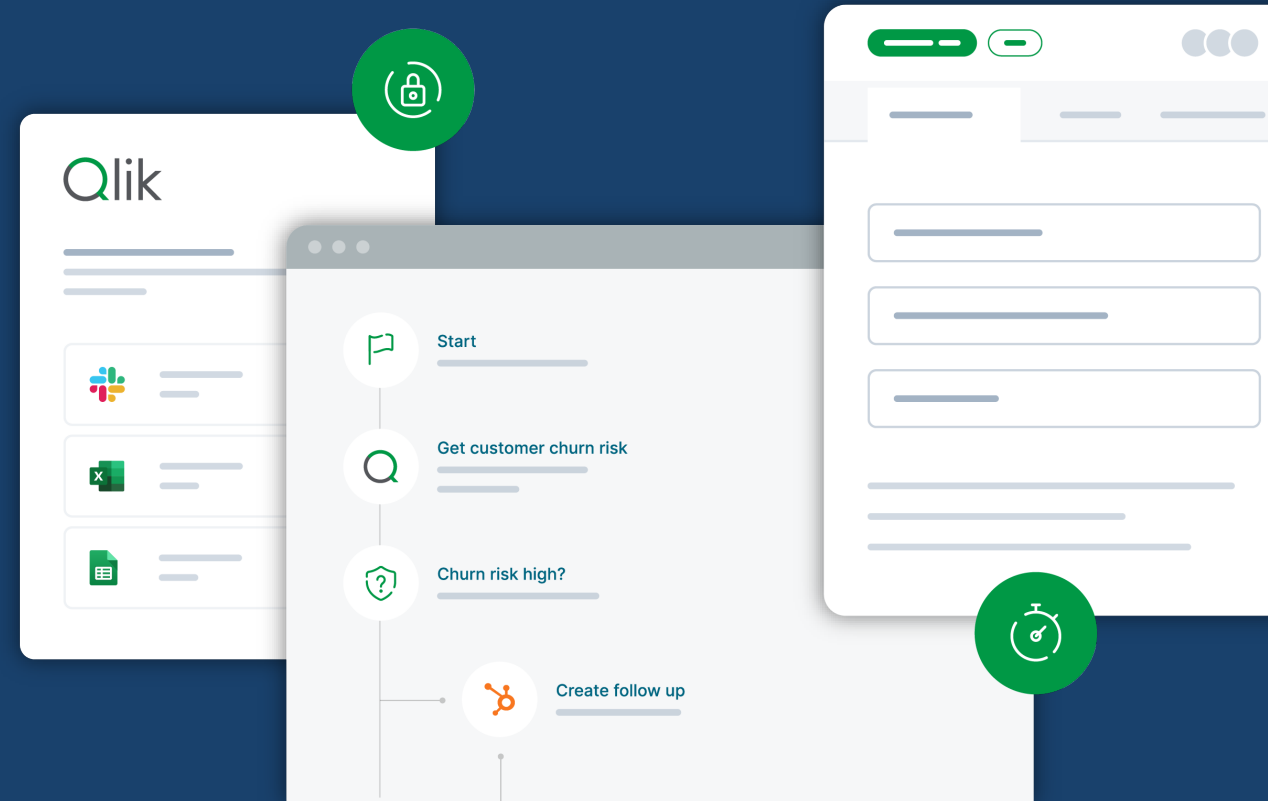 Qlik
Start
Get customer churn risk
Churn risk high?
Create follow up